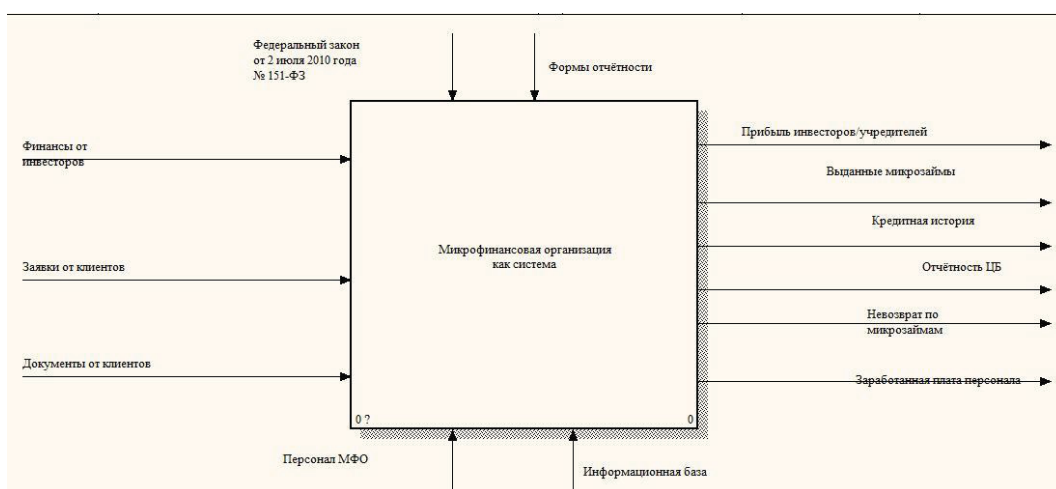 Федеральный закон
от 2 июля 2010 года
№ 151-ФЗ
Формы отчётности
Финансы от
инвесторов
Заявки от клиентов
Документы от клиентов
Микрофинансовая организация
как система
0 ?
0
Прибыль инвесторов/учредителей
Выданные микрозаймы
Кредитная история
Отчётность ЦБ
Невозврат по
микрозаймам
Заработанная плата персонала
Персонал МФО
Информационная база